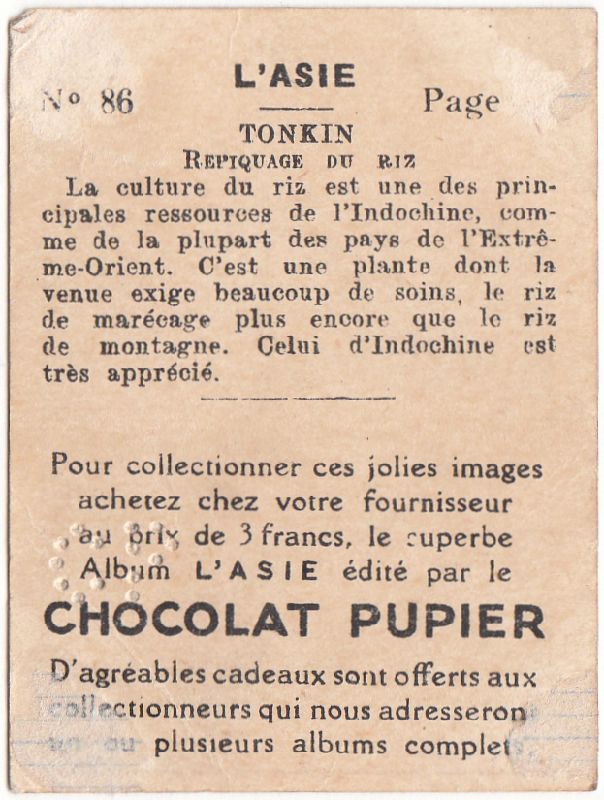 L'ASIE
N° 86 Page
TONKIN
REPIQUAGE DU RIZ
La culture du riz est une des prin-
cipales ressources de l'Indochine, com-
me de la plupart des pays de l'Extrê-
me-Orient. C'est une plante dont la
venue exige beaucoup de soins, le riz
de marécage plus encore que le riz
de montagne. Celui d'Indochine est
très apprécié.
Pour collectionner ces jolies images
achetez chez votre fournisseur
au prix de 3 francs, le superbe
Album L'ASIE édité par le
CHOCOLAT PUPIER
D'agréables cadeaux sont offerts aux
collectionneurs qui nous adresseront
un ou plusieurs albums complets.